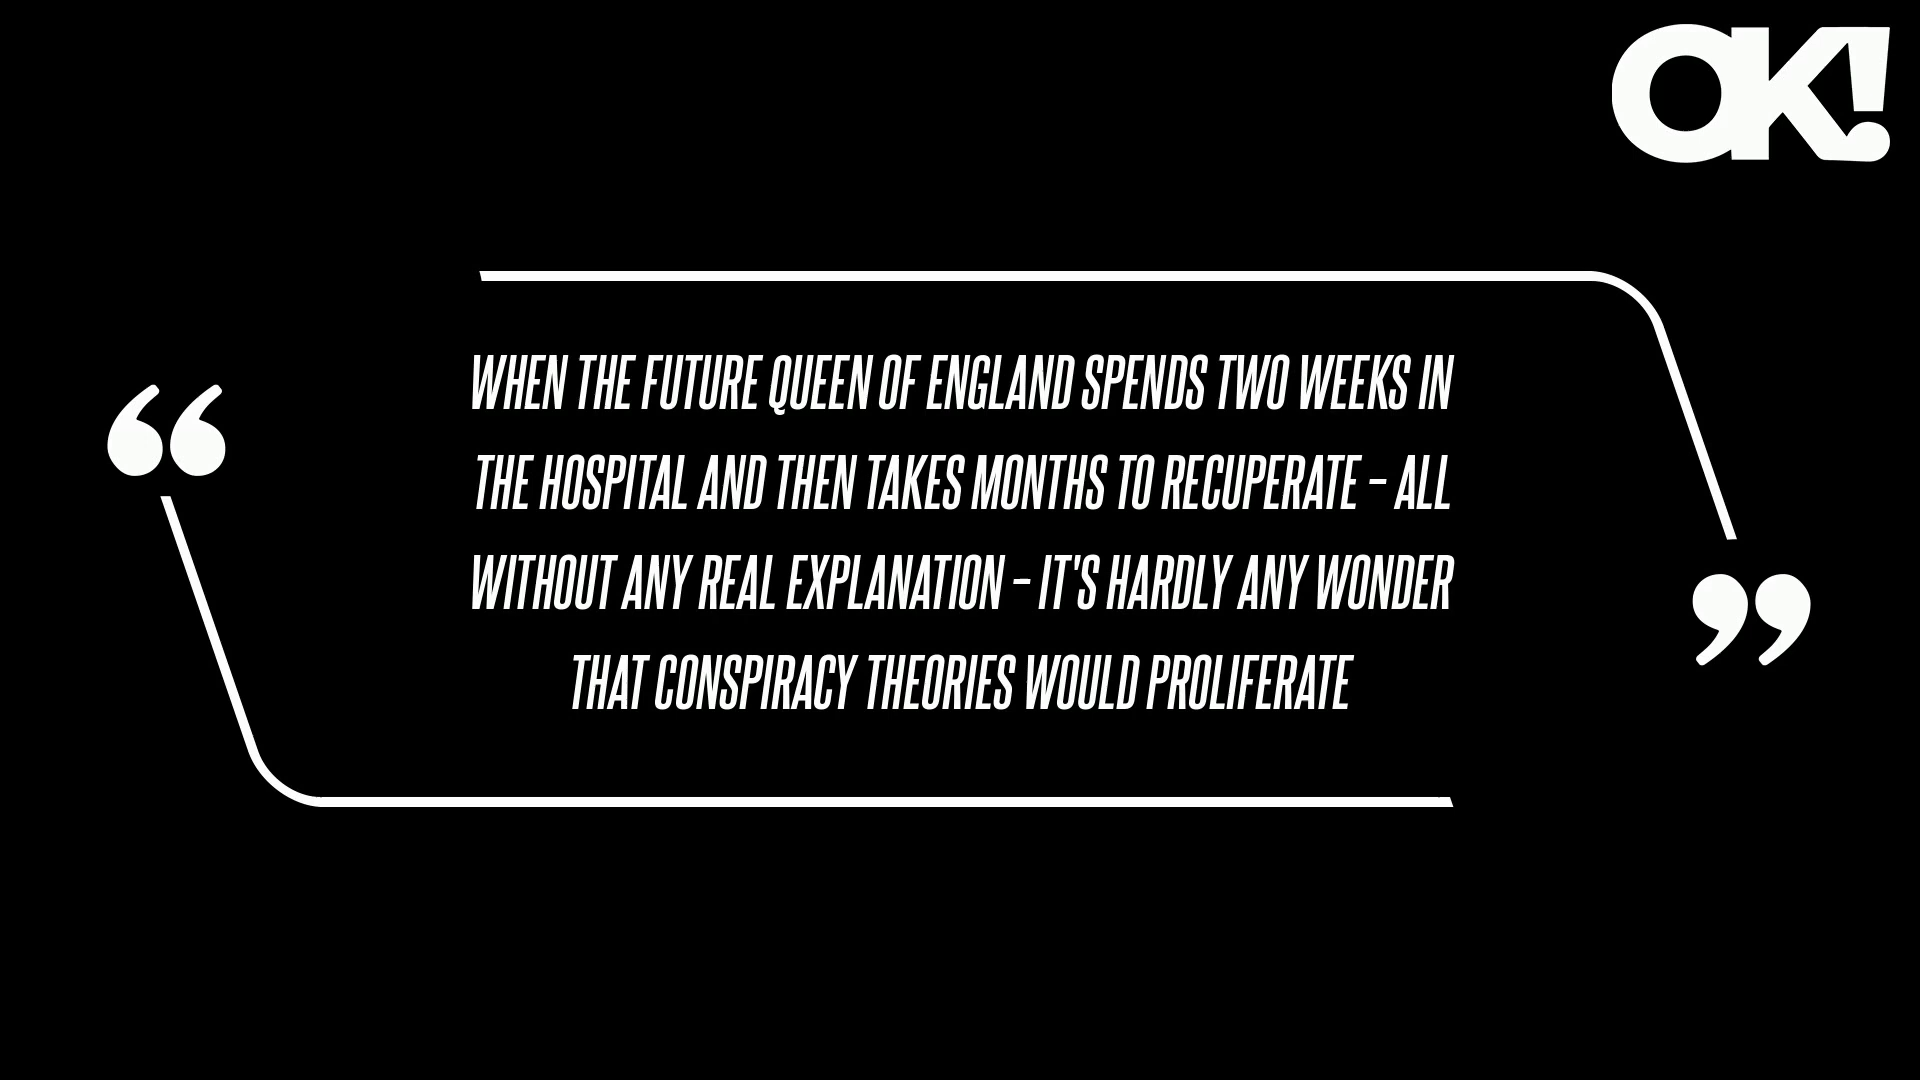 OK!
“
WHEN THE FUTURE QUEEN OF ENGLAND SPENDS TWO WEEKS IN
THE HOSPITAL AND THEN TAKES MONTHS TO RECUPERATE – ALL
WITHOUT ANY REAL EXPLANATION – IT'S HARDLY ANY WONDER
THAT CONSPIRACY THEORIES WOULD PROLIFERATE
”